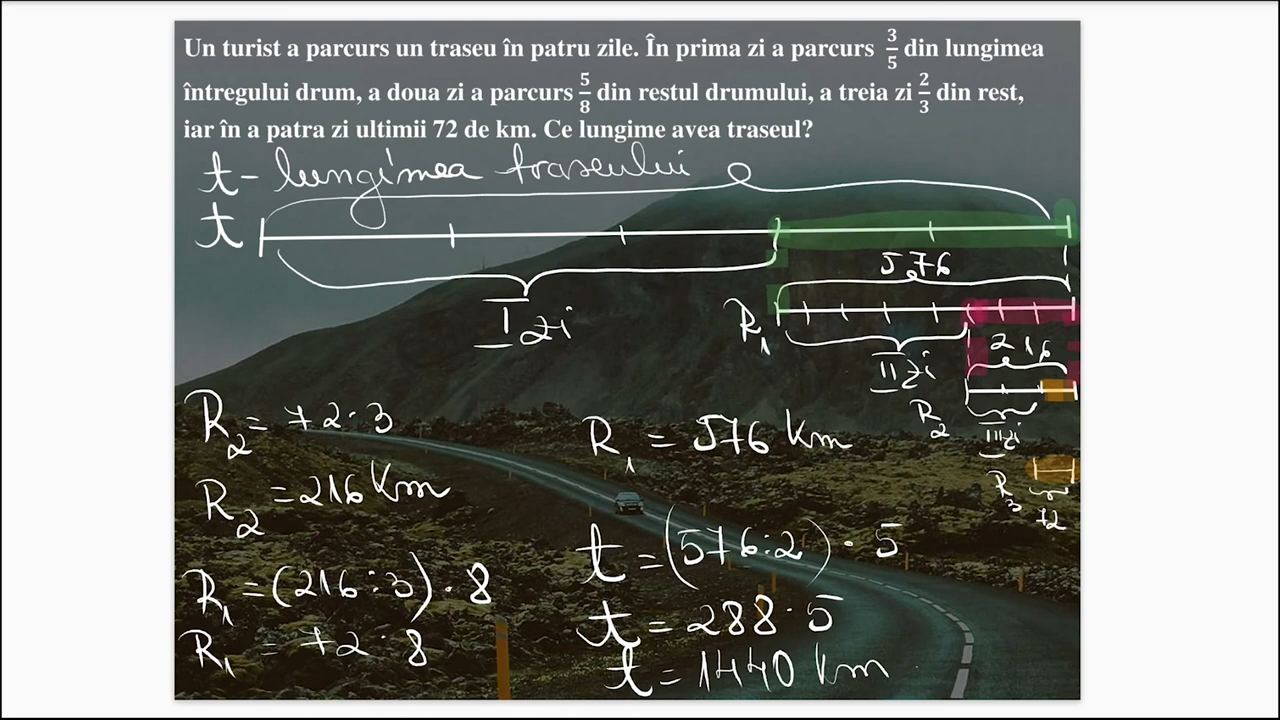 Un turist a parcurs un traseu în patru zile. În prima zi a parcurs 3/5 din lungimea
întregului drum, a doua zi a parcurs 5/8 din restul drumului, a treia zi 2/3 din rest,
iar în a patra zi ultimii 72 de km. Ce lungime avea traseul?
t - lungimea traseului
t
I zi
576
R₁
II zi
216
R₂
III zi
R₃
72
R₂ = 72 · 3
R₂ = 216 Km
R₁ = (216 : 3) · 8
R₁ = 72 · 8
R₁ = 576 Km
t = (576 : 2) · 5
t = 288 · 5
t = 1440 km